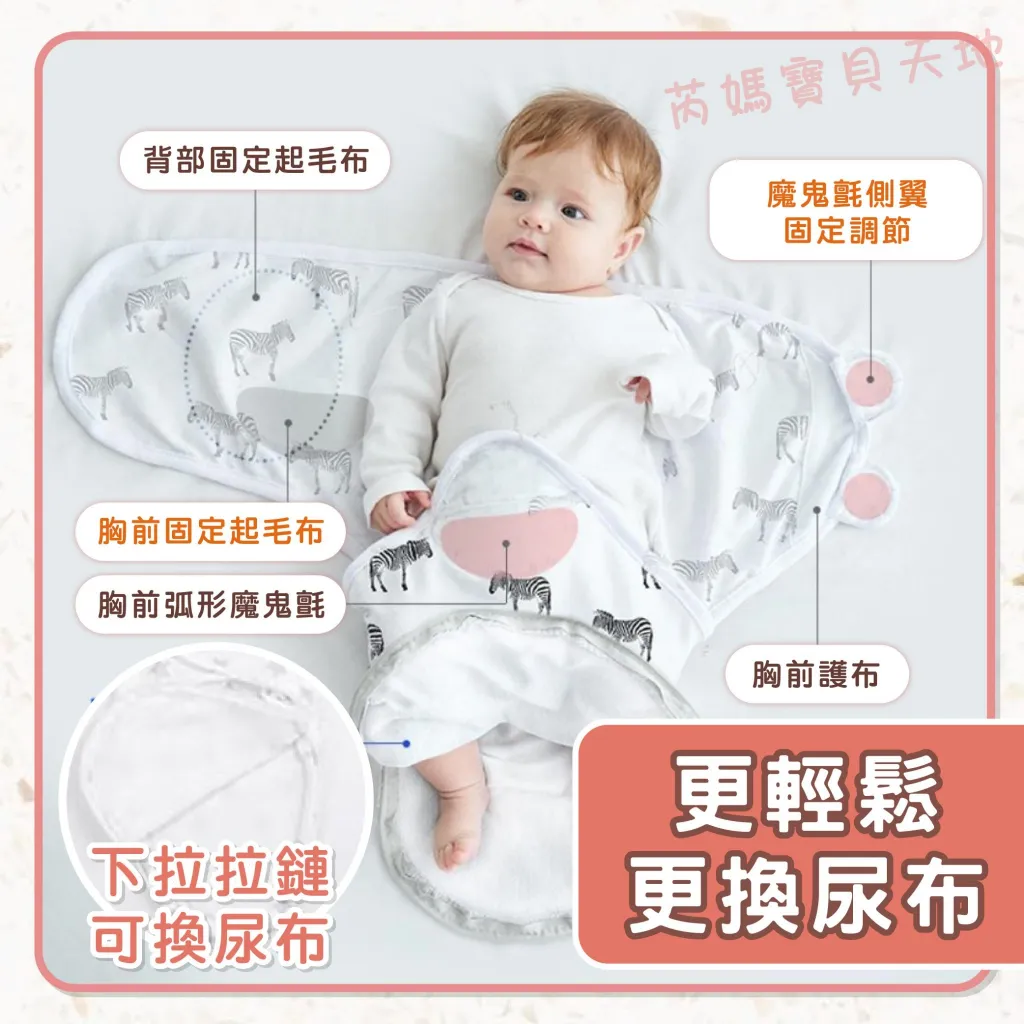 芮媽寶貝天地
背部固定起毛布
魔鬼氈側翼
固定調節
胸前固定起毛布
胸前弧形魔鬼氈
胸前護布
下拉拉鏈
可換尿布
更輕鬆
更換尿布